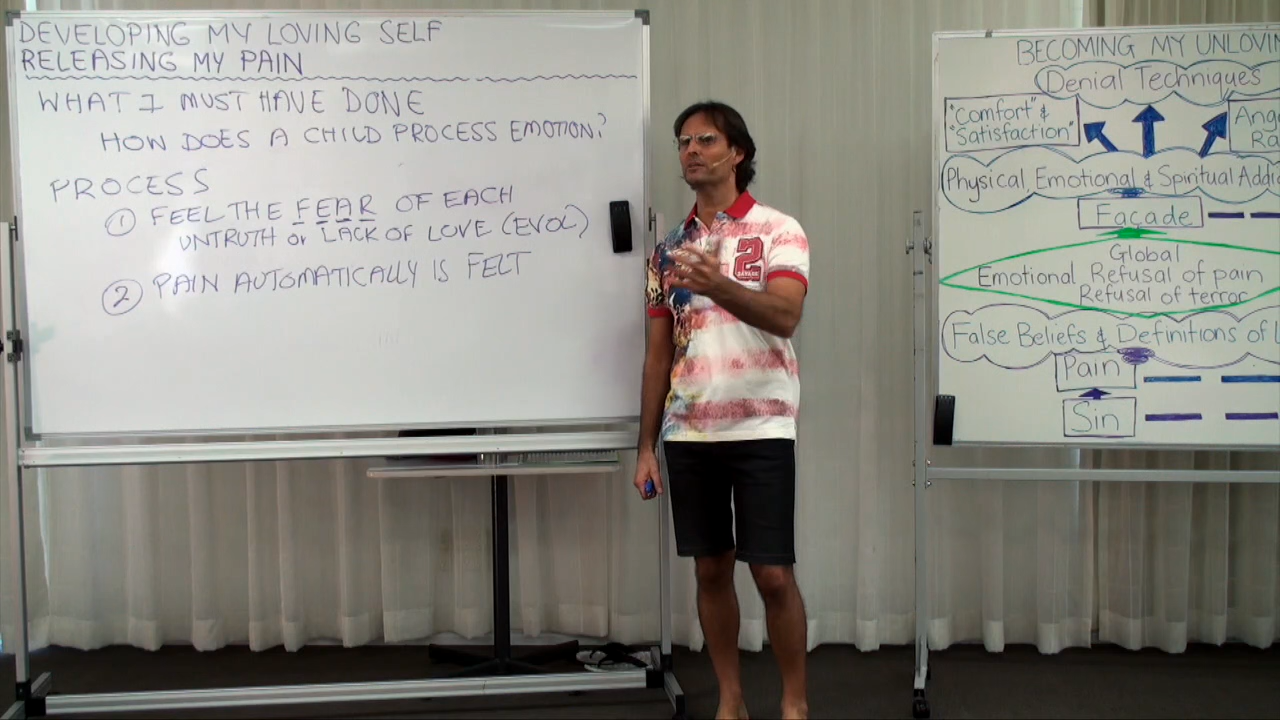 DEVELOPING MY LOVING SELF
RELEASING MY PAIN
WHAT I MUST HAVE DONE
HOW DOES A CHILD PROCESS EMOTION?
PROCESS
① FEEL THE FEAR OF EACH
UNTRUTH or LACK OF LOVE (EVOL)
② PAIN AUTOMATICALLY IS FELT
2
BECOMING MY UNLOVIN
Denial Techniques
"Comfort" &
"Satisfaction"
Ang
Ra
Physical Emotional & Spiritual Addi
Façade
Global
Emotional Refusal of pain
Refusal of terror
False Beliefs & Definitions of
Pain
Sin